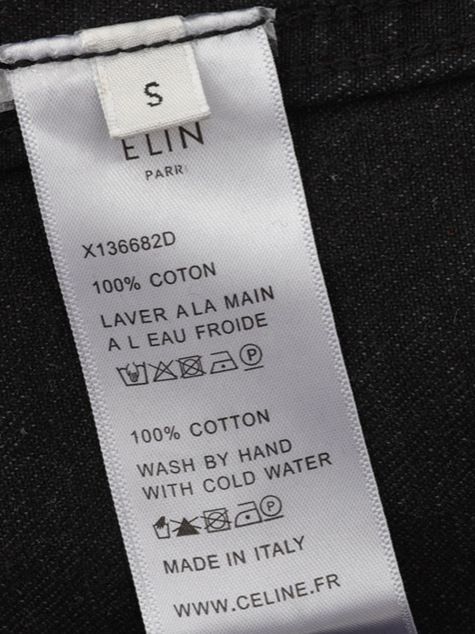 S
ELIN
PARR
X136682D
100% COTON
LAVER A LA MAIN
A L EAU FROIDE
P
100% COTTON
WASH BY HAND
WITH COLD WATER
P
MADE IN ITALY
WWW.CELINE.FR